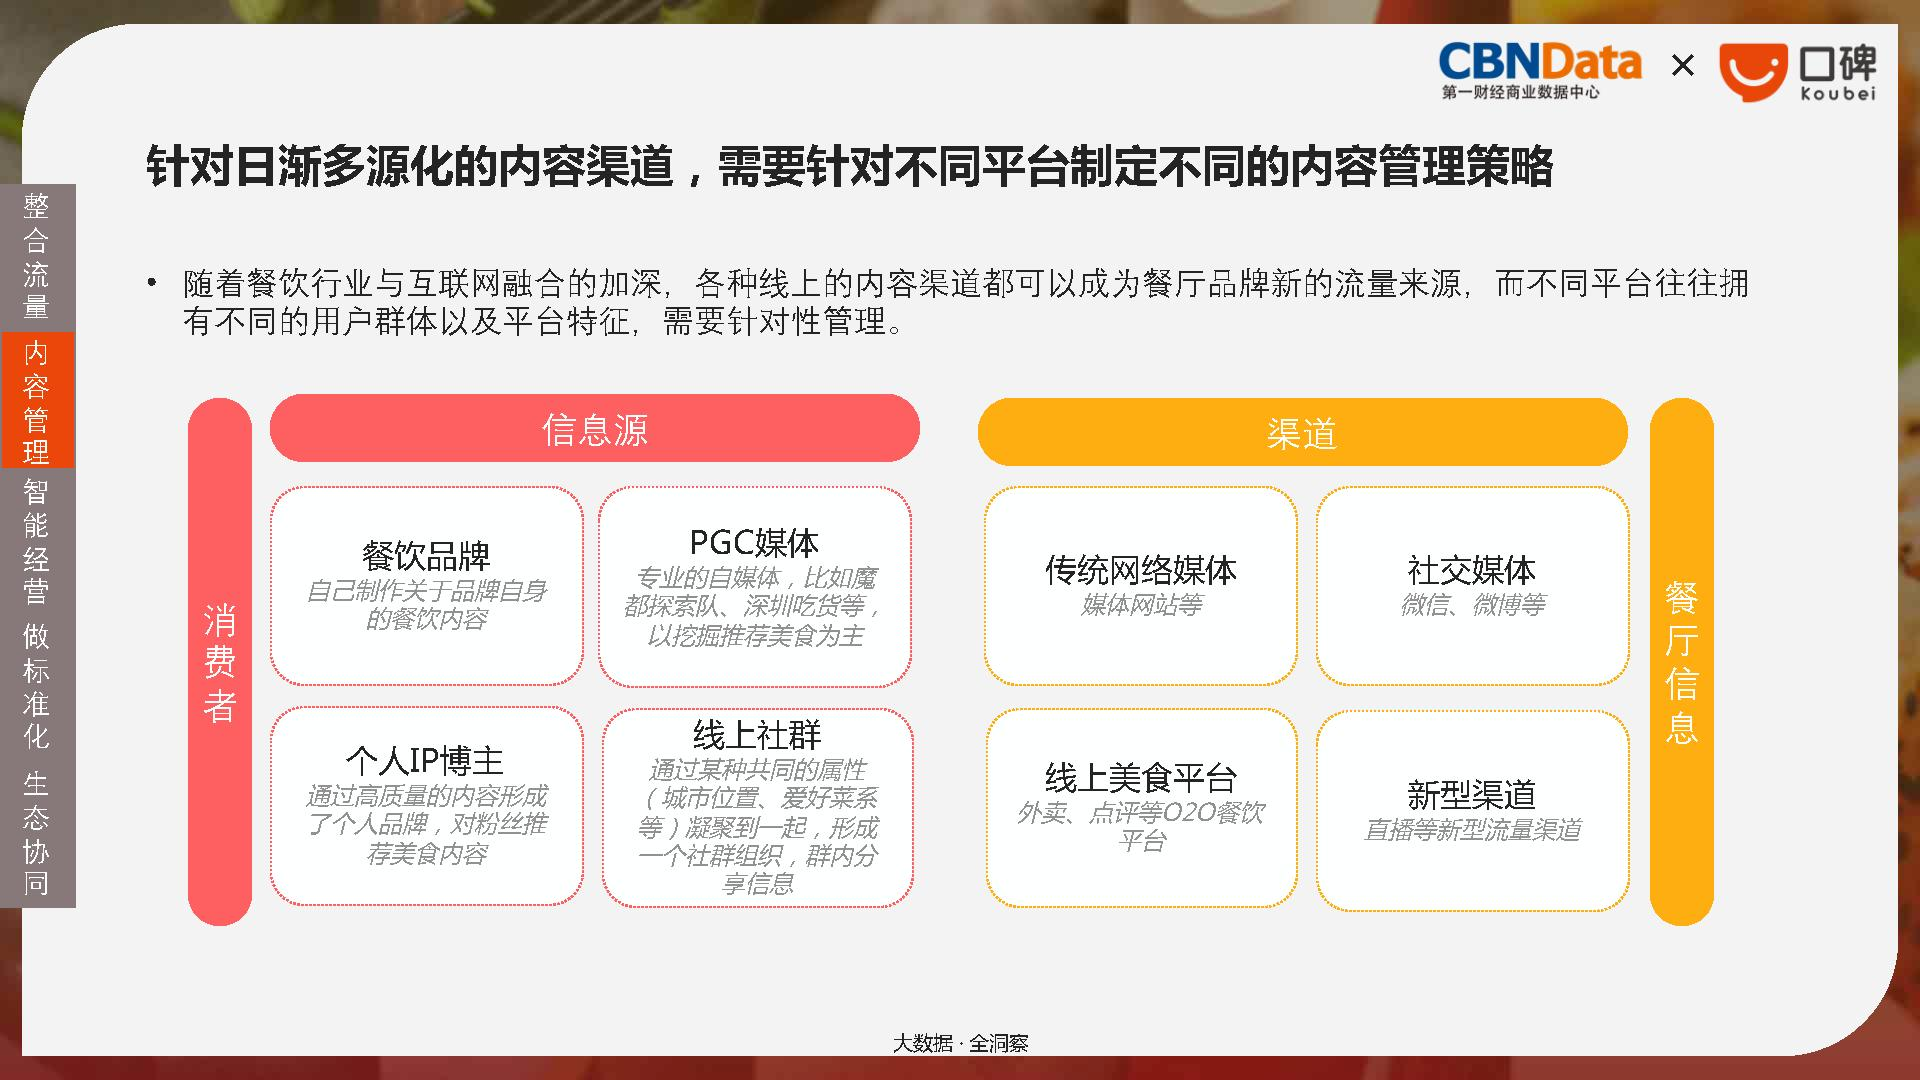 CBNData
第一财经商业数据中心
×
口碑
Koubei
针对日渐多源化的内容渠道，需要针对不同平台制定不同的内容管理策略
整合流量
内容管理
智能经营
做标准化
生态协同
• 随着餐饮行业与互联网融合的加深，各种线上的内容渠道都可以成为餐厅品牌新的流量来源，而不同平台往往拥
有不同的用户群体以及平台特征，需要针对性管理。
消费者
信息源
餐饮品牌
自己制作关于品牌自身
的餐饮内容
PGC媒体
专业的自媒体，比如魔
都探索队、深圳吃货等，
以挖掘推荐美食为主
个人IP博主
通过高质量的内容形成
了个人品牌，对粉丝推
荐美食内容
线上社群
通过某种共同的属性
（城市位置、爱好菜系
等）凝聚到一起，形成
一个社群组织，群内分
享信息
渠道
传统网络媒体
媒体网站等
社交媒体
微信、微博等
线上美食平台
外卖、点评等O2O餐饮
平台
新型渠道
直播等新型流量渠道
餐厅信息
大数据·全洞察